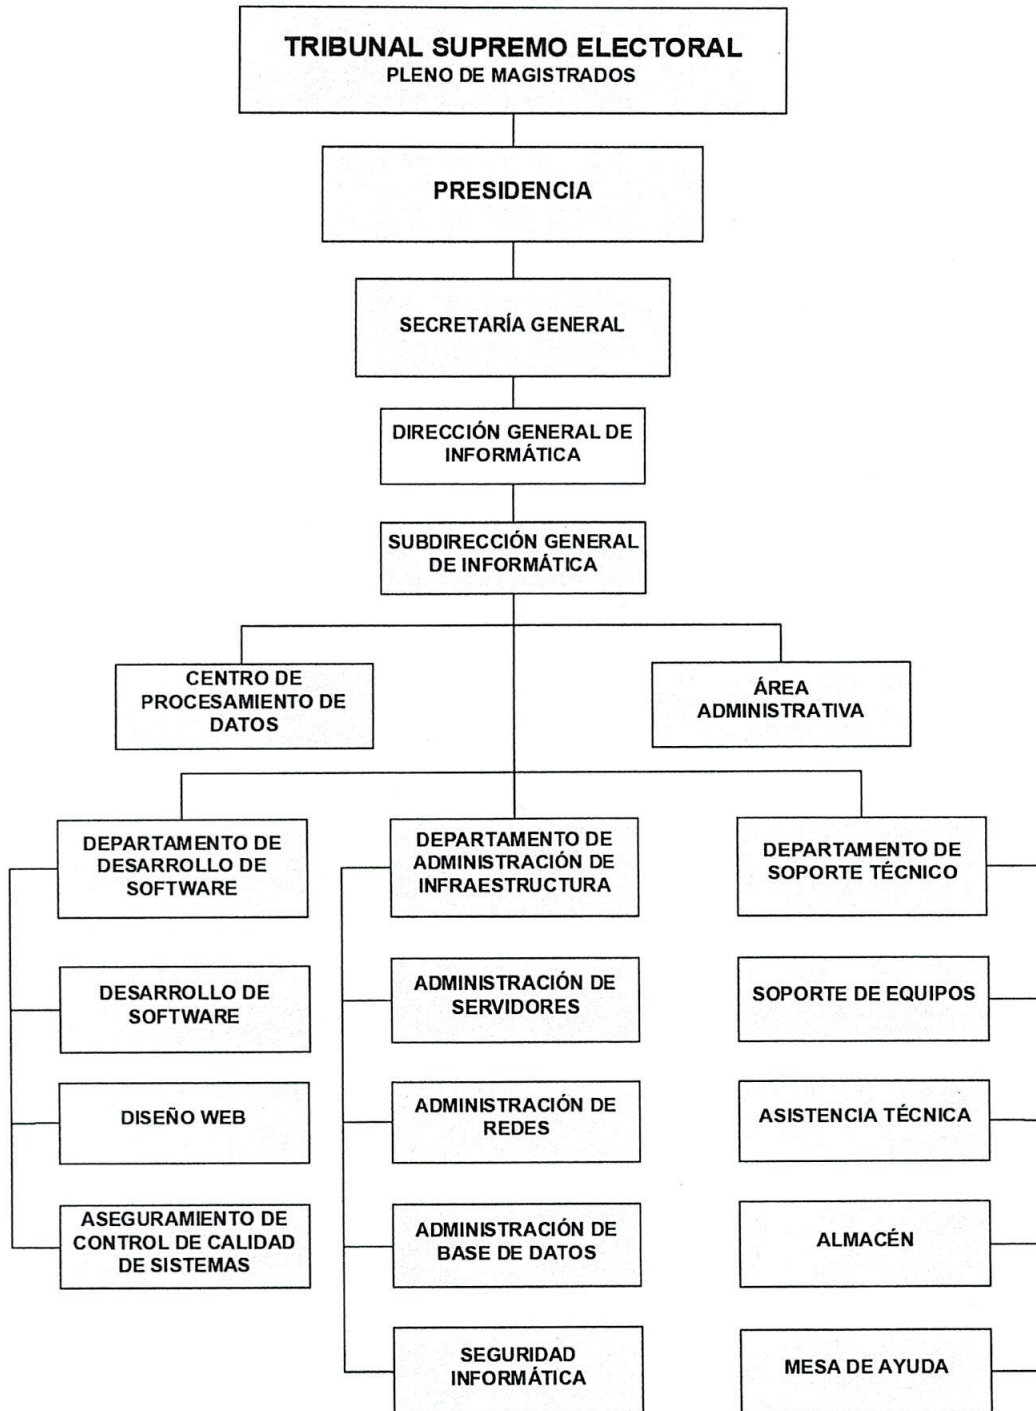 TRIBUNAL SUPREMO ELECTORAL
PLENO DE MAGISTRADOS
PRESIDENCIA
SECRETARÍA GENERAL
DIRECCIÓN GENERAL DE
INFORMÁTICA
SUBDIRECCIÓN GENERAL
DE INFORMÁTICA
CENTRO DE
PROCESAMIENTO DE
DATOS
ÁREA
ADMINISTRATIVA
DEPARTAMENTO DE
DESARROLLO DE
SOFTWARE
DESARROLLO DE
SOFTWARE
DISEÑO WEB
ASEGURAMIENTO DE
CONTROL DE CALIDAD
DE SISTEMAS
DEPARTAMENTO DE
ADMINISTRACIÓN DE
INFRAESTRUCTURA
ADMINISTRACIÓN DE
SERVIDORES
ADMINISTRACIÓN DE
REDES
ADMINISTRACIÓN DE
BASE DE DATOS
SEGURIDAD
INFORMÁTICA
DEPARTAMENTO DE
SOPORTE TÉCNICO
SOPORTE DE EQUIPOS
ASISTENCIA TÉCNICA
ALMACÉN
MESA DE AYUDA